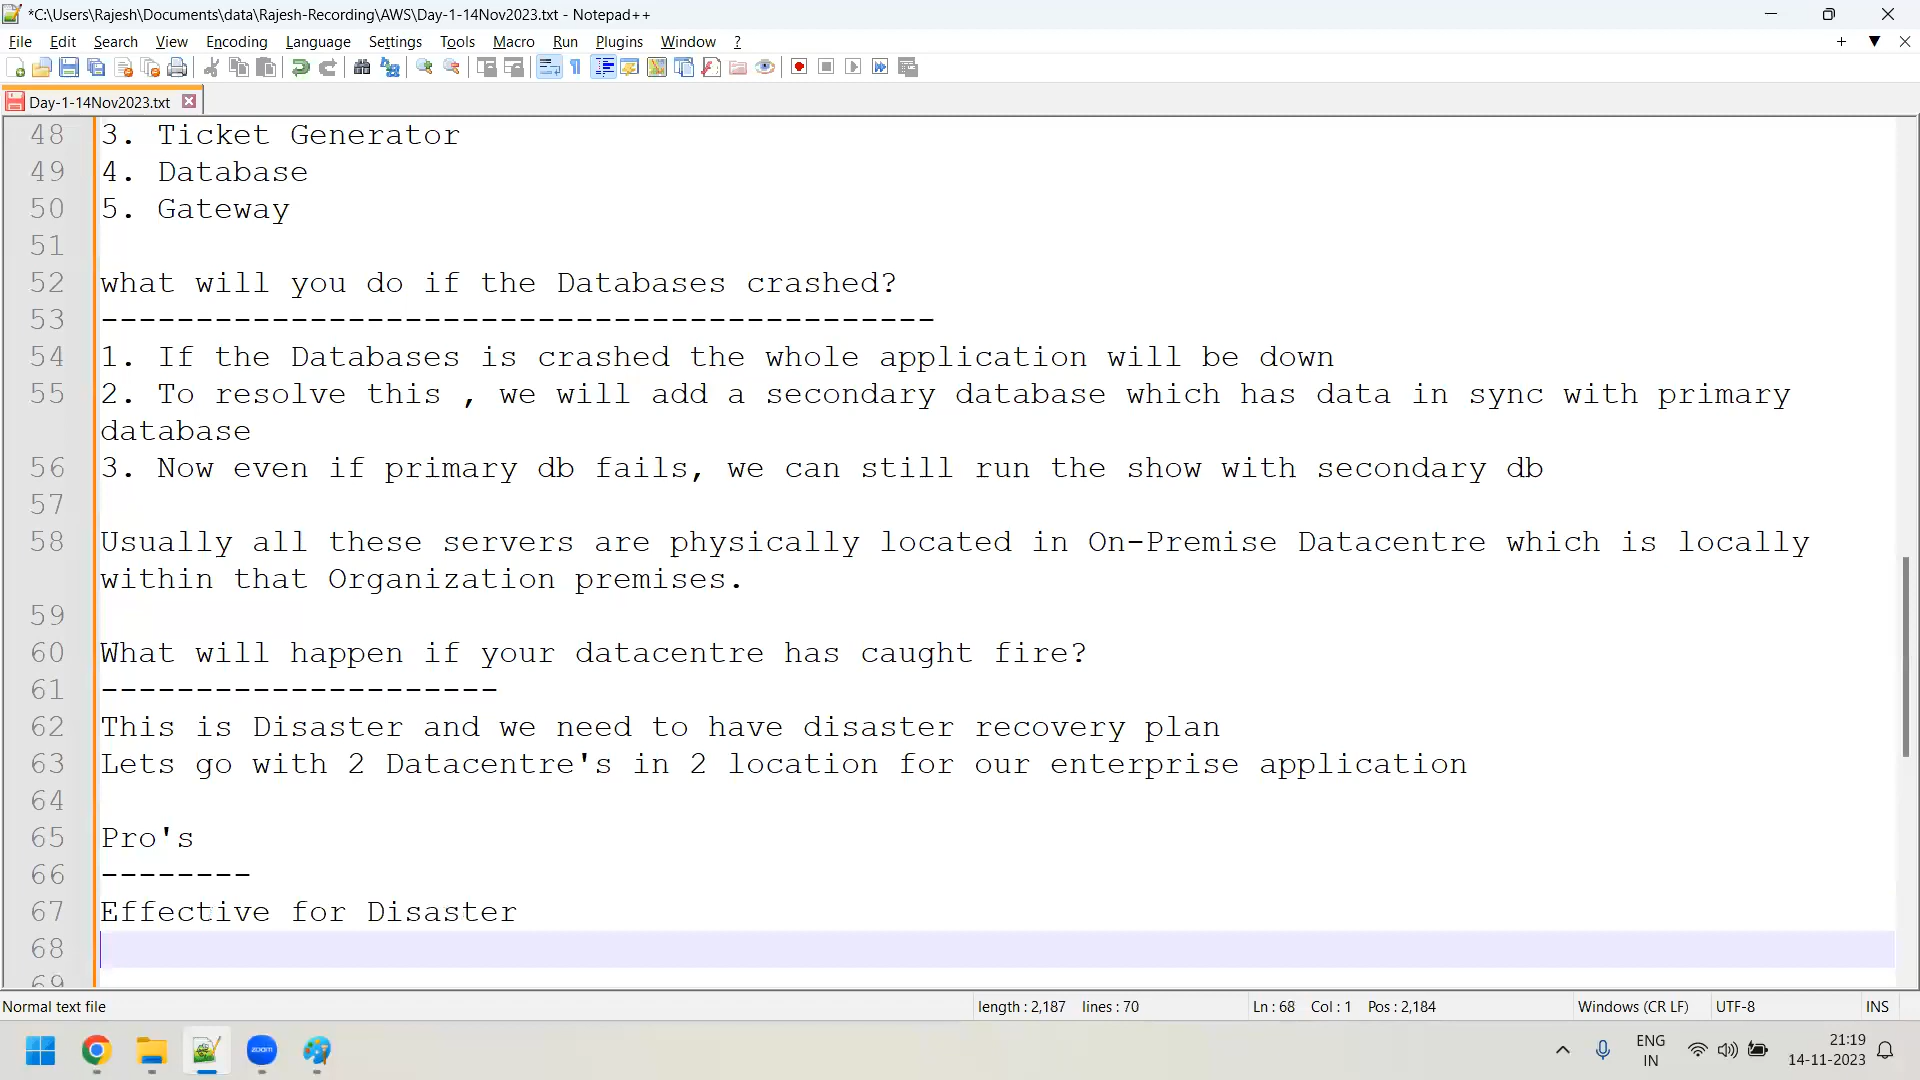 *C:\Users\Rajesh\Documents\data\Rajesh-Recording\AWS\Day-1-14Nov2023.txt - Notepad++
File Edit Search View Encoding Language Settings Tools Macro Run Plugins Window ?
Day-1-14Nov2023.txt
48 3. Ticket Generator
49 4. Database
50 5. Gateway
51
52 what will you do if the Databases crashed?
53 --------------------------------------------
54 1. If the Databases is crashed the whole application will be down
55 2. To resolve this , we will add a secondary database which has data in sync with primary
database
56 3. Now even if primary db fails, we can still run the show with secondary db
57
58 Usually all these servers are physically located in On-Premise Datacentre which is locally
within that Organization premises.
59
60 What will happen if your datacentre has caught fire?
61 ---------------------
62 This is Disaster and we need to have disaster recovery plan
63 Lets go with 2 Datacentre's in 2 location for our enterprise application
64
65 Pro's
66 --------
67 Effective for Disaster
68
69
Normal text file length : 2,187 lines : 70 Ln : 68 Col : 1 Pos : 2,184 Windows (CR LF) UTF-8 INS
zoom
ENG
IN
21:19
14-11-2023